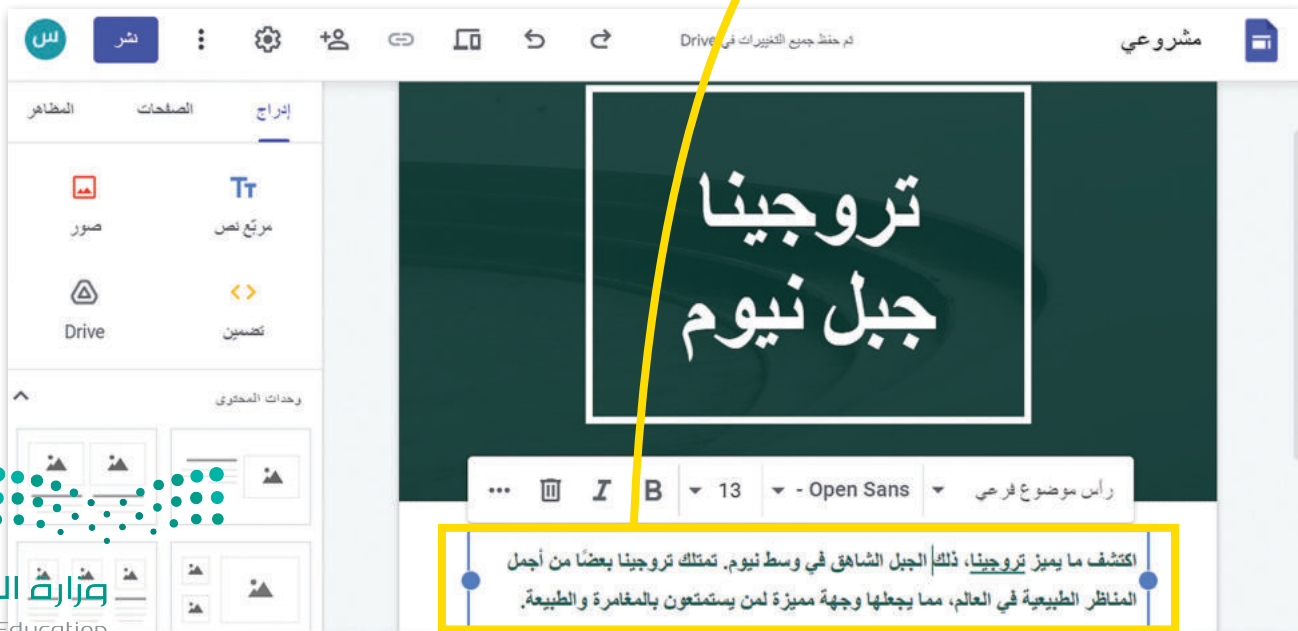 مشروعي
تم حفظ جميع التغييرات في Drive
نشر
س
إدراج
الصفحات
المظاهر
مربّع نص
صور
تضمين
Drive
وحدات المحتوى
تروجينا
جبل نيوم
رأس موضوع فرعي
Open Sans -
13
B
I
اكتشف ما يميز تروجينا، ذلك الجبل الشاهق في وسط نيوم. تمتلك تروجينا بعضًا من أجمل
المناظر الطبيعية في العالم، مما يجعلها وجهة مميزة لمن يستمتعون بالمغامرة والطبيعة.
وزارة
Education